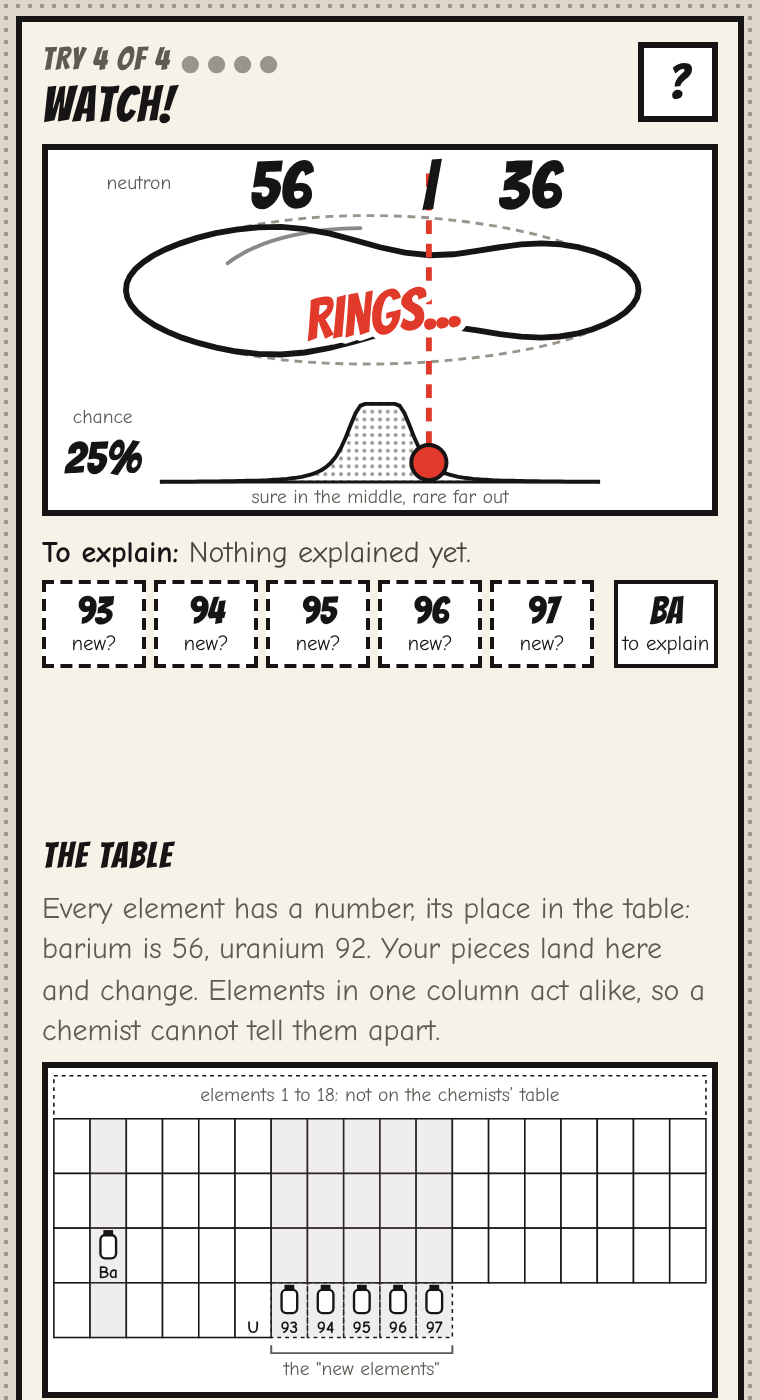 TRY 4 OF 4
WATCH!
?
neutron
56 / 36
RINGS...
chance
25%
sure in the middle, rare far out
To explain: Nothing explained yet.
93 94 95 96 97 BA
new? new? new? new? new? to explain
THE TABLE
Every element has a number, its place in the table:
barium is 56, uranium 92. Your pieces land here
and change. Elements in one column act alike, so a
chemist cannot tell them apart.
elements 1 to 18: not on the chemists' table
Ba
U 93 94 95 96 97
the "new elements"